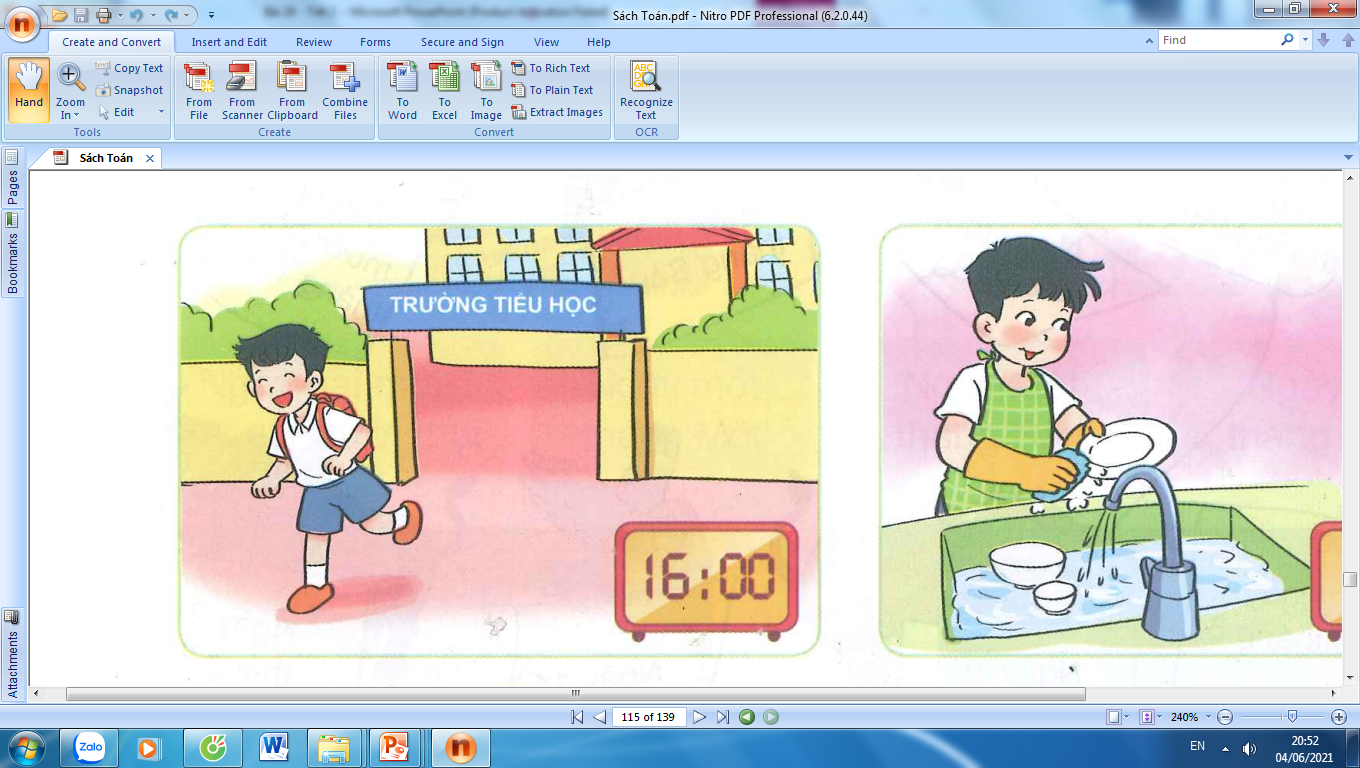 Sách Toán.pdf - Nitro PDF Professional (6.2.0.44)
Create and Convert Insert and Edit Review Forms Secure and Sign View Help Find
Hand
Zoom In
Copy Text
Snapshot
Edit
Tools
From File
From Scanner
From Clipboard
Combine Files
Create
To Word
To Excel
To Image
To Rich Text
To Plain Text
Extract Images
Convert
Recognize Text
OCR
Sách Toán
Pages
Bookmarks
Attachments
TRƯỜNG TIỂU HỌC
16:00
115 of 139
240%
Zalo
EN
20:52
04/06/2021